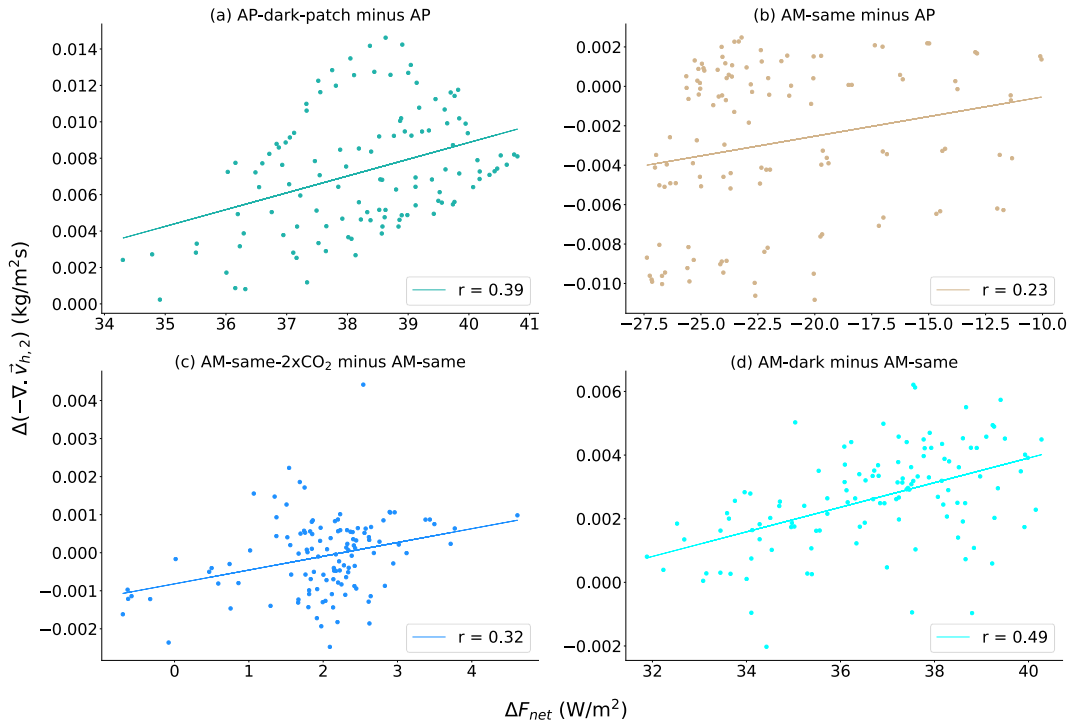 (a) AP-dark-patch minus AP
0.014
0.012
0.010
0.008
0.006
0.004
0.002
0.000
34 35 36 37 38 39 40 41
r = 0.39
(b) AM-same minus AP
0.002
0.000
−0.002
−0.004
−0.006
−0.008
−0.010
−27.5 −25.0 −22.5 −20.0 −17.5 −15.0 −12.5 −10.0
r = 0.23
Δ(−∇. v⃗h,2) (kg/m²s)
(c) AM-same-2xCO₂ minus AM-same
0.004
0.003
0.002
0.001
0.000
−0.001
−0.002
0 1 2 3 4
r = 0.32
(d) AM-dark minus AM-same
0.006
0.004
0.002
0.000
−0.002
32 34 36 38 40
r = 0.49
ΔFnet (W/m²)